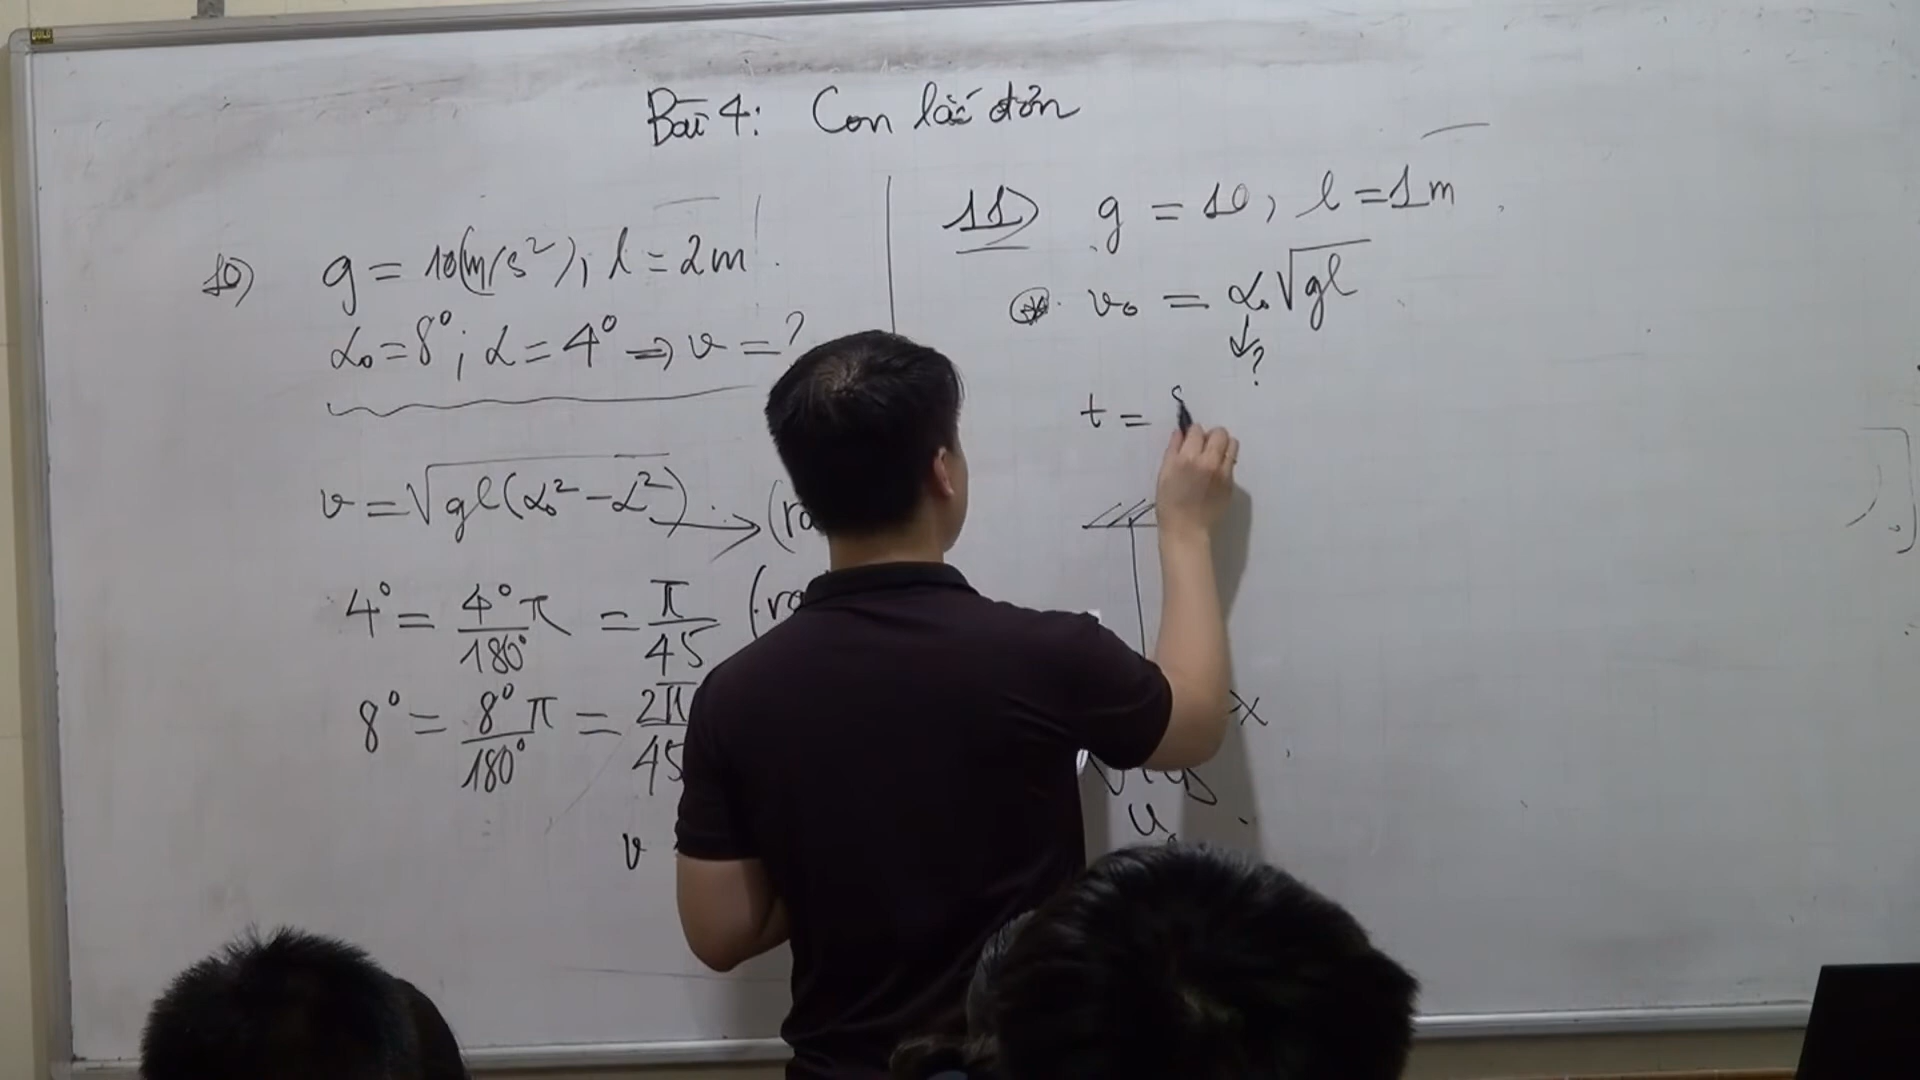 Bài 4: Con lắc đơn
10) g = 10(m/s²), l = 2m
α₀ = 8°; α = 4° ⇒ v = ?
v = √gl(α₀² − α²) → (ra
4° = 4°π/180° = π/45 (ra
8° = 8°π/180° = 2π/45
v
11) g = 10, l = 1m
⊛ v₀ = α₀√gl
↓?
t =
x